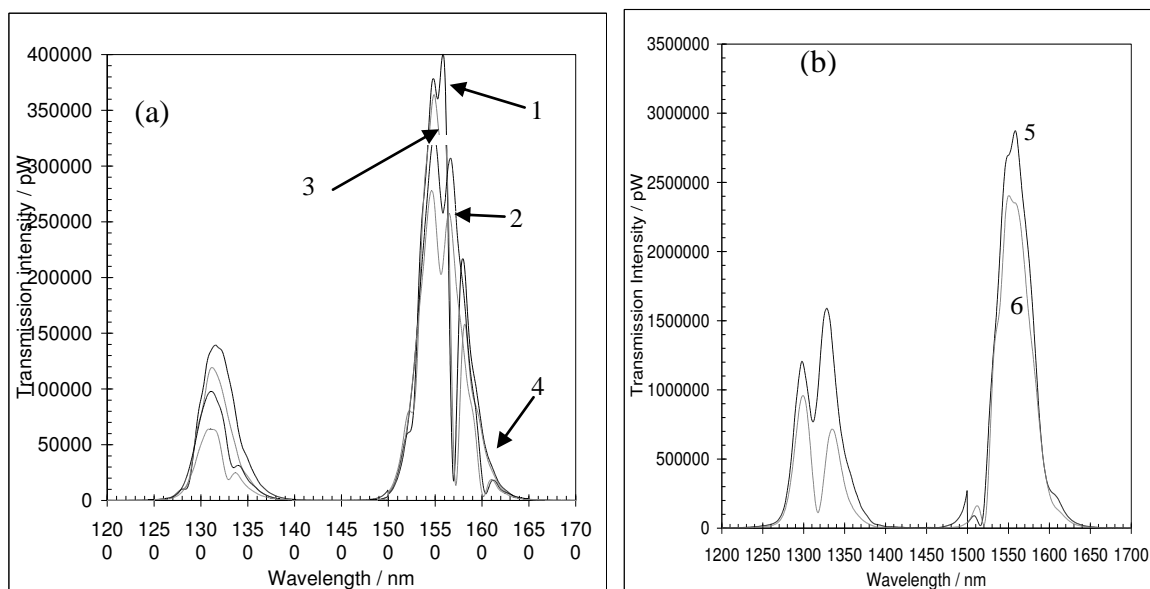 (a)
Transmission intensity / pW
400000
350000
300000
250000
200000
150000
100000
50000
0
1
3
2
4
120 125 130 135 140 145 150 155 160 165 170
0 0 0 0 0 0 0 0 0 0 0
Wavelength / nm
(b)
Transmission Intensity / pW
3500000
3000000
2500000
2000000
1500000
1000000
500000
0
5
6
1200 1250 1300 1350 1400 1450 1500 1550 1600 1650 1700
Wavelength / nm